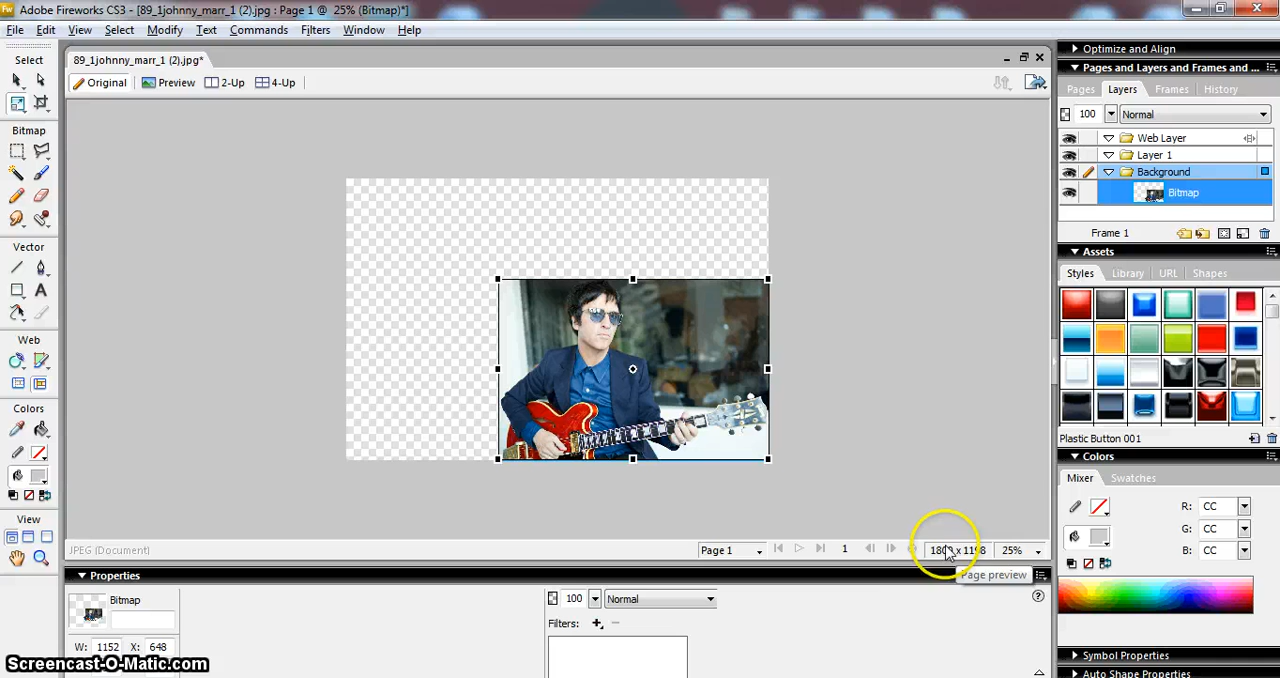 Fw Adobe Fireworks CS3 - [89_1johnny_marr_1 (2).jpg : Page 1 @ 25% (Bitmap)*]
File Edit View Select Modify Text Commands Filters Window Help
89_1johnny_marr_1 (2).jpg*
Original Preview 2-Up 4-Up
Select
Bitmap
Vector
Web
Colors
View
JPEG (Document)
Page 1 1 x 1198 25%
Page preview
Properties
Bitmap
W: 1152 X: 648
100 Normal
Filters:
Screencast-O-Matic.com
Optimize and Align
Pages and Layers and Frames and ...
Pages Layers Frames History
100 Normal
Web Layer
Layer 1
Background
Bitmap
Frame 1
Assets
Styles Library URL Shapes
Plastic Button 001
Colors
Mixer Swatches
R: CC
G: CC
B: CC
Symbol Properties
Auto Shape Properties